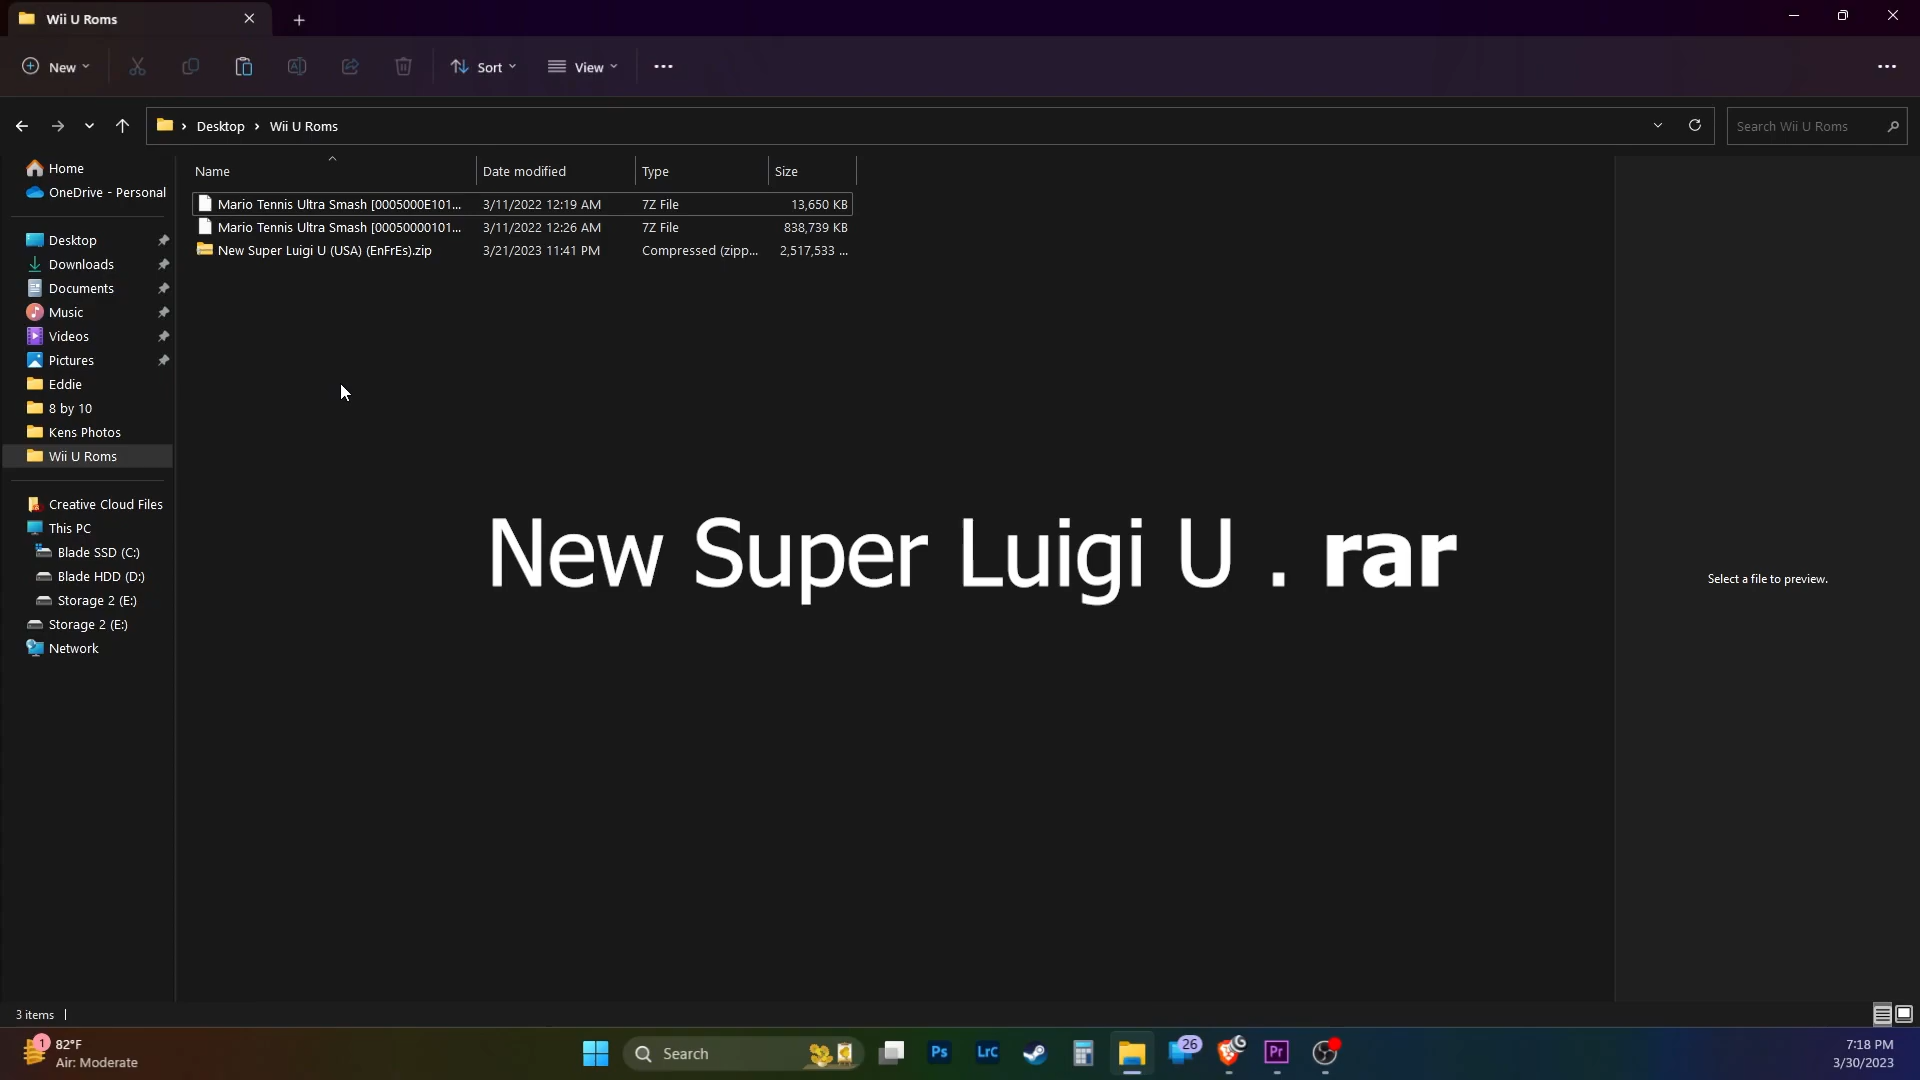 Wii U Roms
New
Sort
View
Desktop
Wii U Roms
Search Wii U Roms
Home
OneDrive - Personal
Desktop
Downloads
Documents
Music
Videos
Pictures
Eddie
8 by 10
Kens Photos
Wii U Roms
Creative Cloud Files
This PC
Blade SSD (C:)
Blade HDD (D:)
Storage 2 (E:)
Storage 2 (E:)
Network
Name Date modified Type Size
Mario Tennis Ultra Smash [0005000E101... 3/11/2022 12:19 AM 7Z File 13,650 KB
Mario Tennis Ultra Smash [00050000101... 3/11/2022 12:26 AM 7Z File 838,739 KB
New Super Luigi U (USA) (EnFrEs).zip 3/21/2023 11:41 PM Compressed (zipp... 2,517,533 ...
New Super Luigi U . rar
Select a file to preview.
3 items
1
82°F
Air: Moderate
Search
Ps
LrC
26
Pr
7:18 PM
3/30/2023